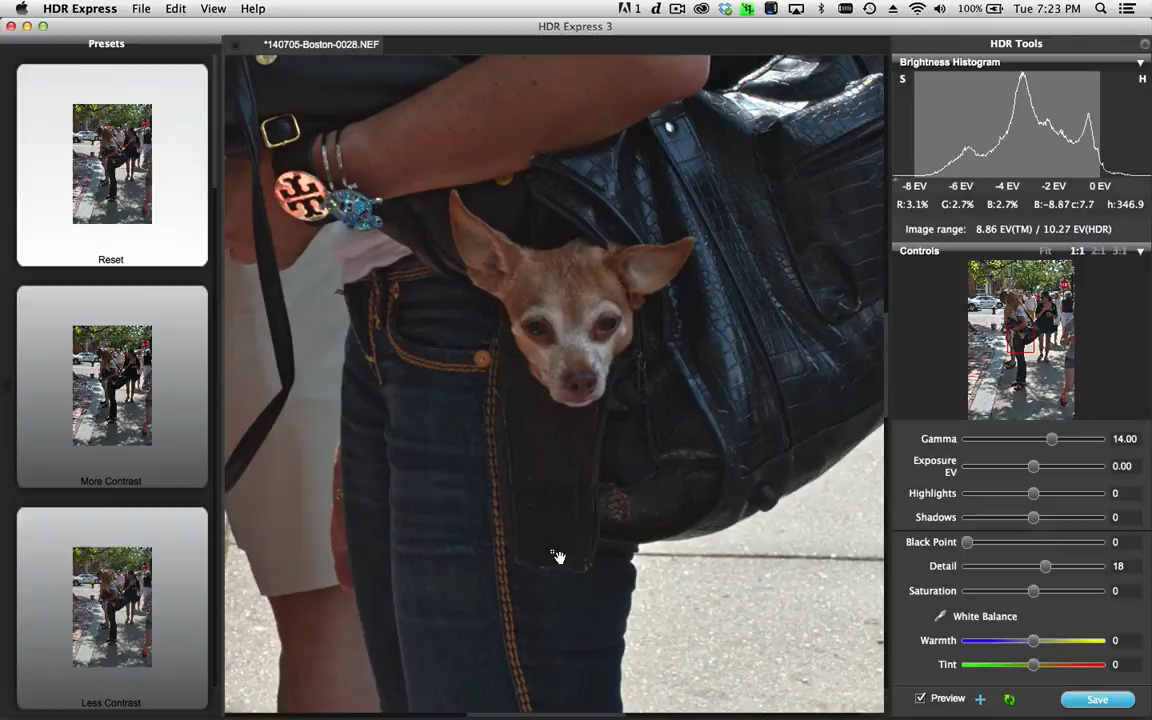 HDR Express File Edit View Window Help 1 100% Tue 7:23 PM
HDR Express 3
Presets
*140705-Boston-0028.NEF
HDR Tools
Reset
More Contrast
Less Contrast
Brightness Histogram
S H
-8 EV -6 EV -4 EV -2 EV 0 EV
R:3.1% G:2.7% B:2.7% B:-8.87 c:7.7 h:346.9
Image range: 8.86 EV(TM) / 10.27 EV(HDR)
Controls Fit 1:1 2:1 3:1
Gamma 14.00
Exposure EV 0.00
Highlights 0
Shadows 0
Black Point 0
Detail 18
Saturation 0
White Balance
Warmth 0
Tint 0
Preview Save